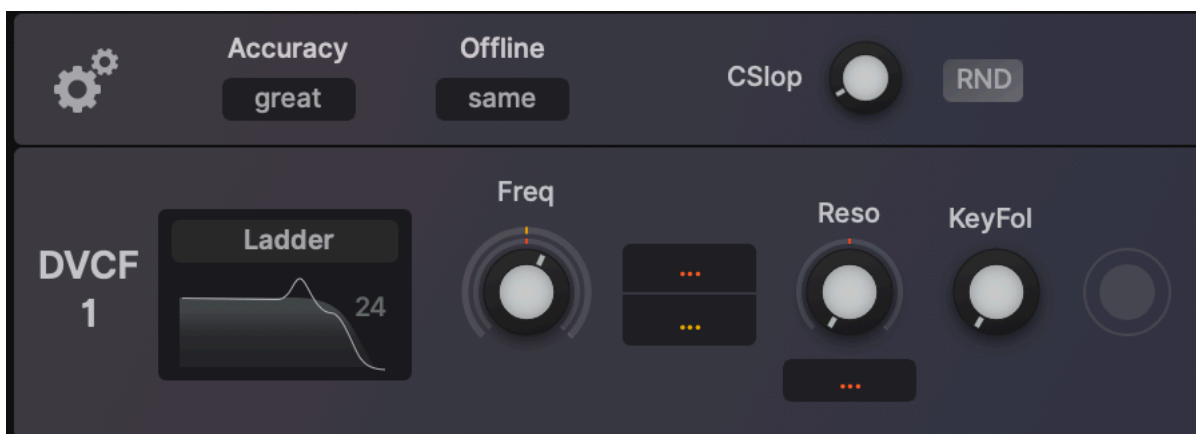 Accuracy
Offline
great
same
CSlop
RND
DVCF
1
Ladder
24
Freq
...
...
Reso
...
KeyFol